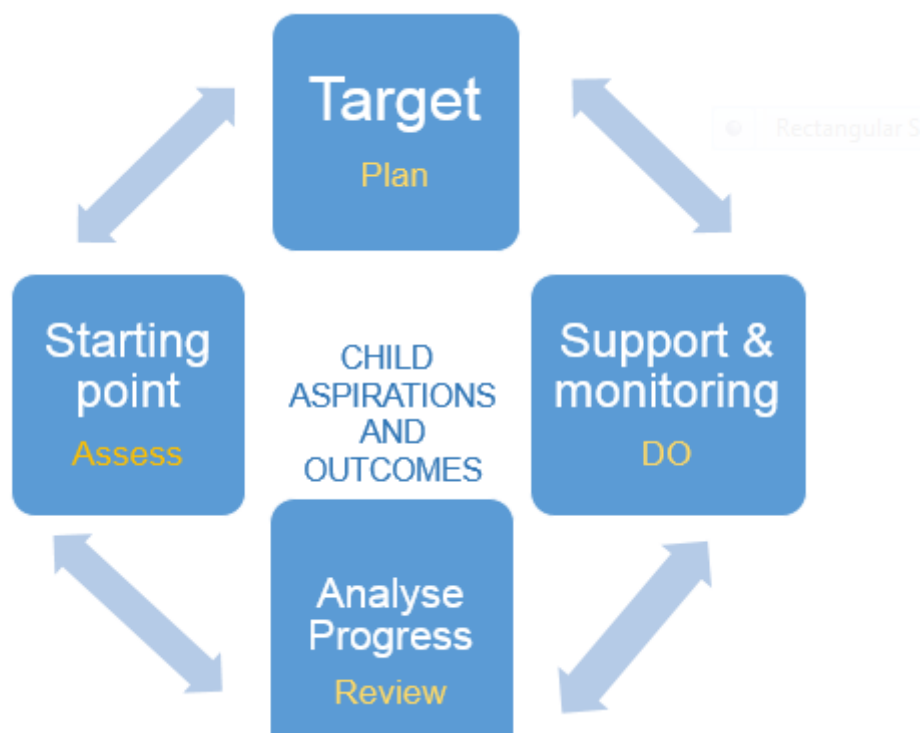 Target
Plan
Rectangular S
Starting
point
Assess
CHILD
ASPIRATIONS
AND
OUTCOMES
Support &
monitoring
DO
Analyse
Progress
Review